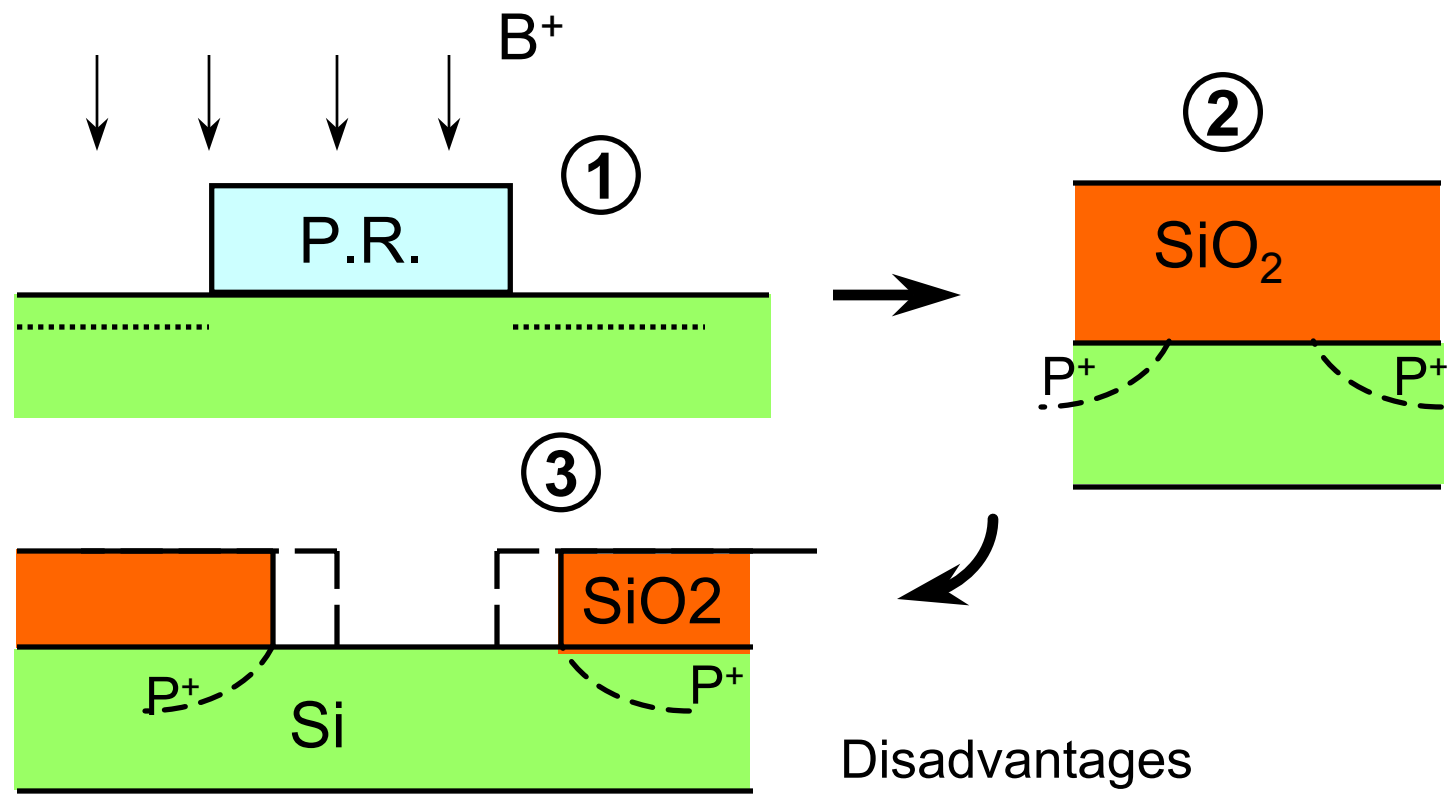 B⁺
①
P.R.
②
SiO₂
P⁺
P⁺
③
SiO2
P⁺
P⁺
Si
Disadvantages